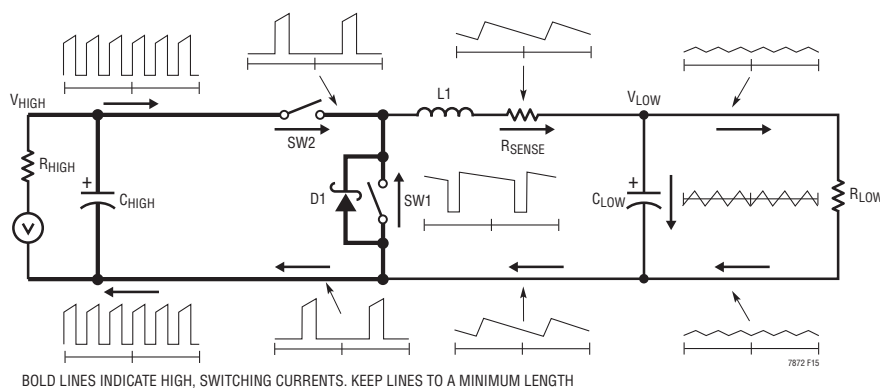 VHIGH
L1
VLOW
SW2
RSENSE
RHIGH
CHIGH
D1
SW1
CLOW
RLOW
V
7872 F15
BOLD LINES INDICATE HIGH, SWITCHING CURRENTS. KEEP LINES TO A MINIMUM LENGTH